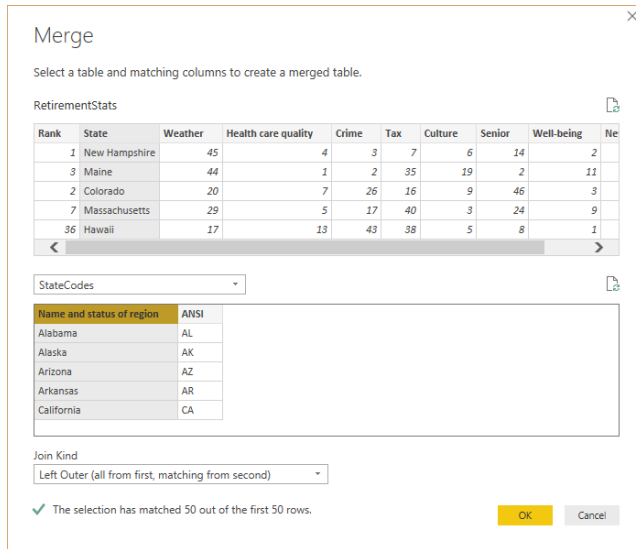 Merge
Select a table and matching columns to create a merged table.
RetirementStats
Rank State Weather Health care quality Crime Tax Culture Senior Well-being Ne
1 New Hampshire 45 4 3 7 6 14 2
3 Maine 44 1 2 35 19 2 11
2 Colorado 20 7 26 16 9 46 3
7 Massachusetts 29 5 17 40 3 24 9
36 Hawaii 17 13 43 38 5 8 1
StateCodes
Name and status of region ANSI
Alabama AL
Alaska AK
Arizona AZ
Arkansas AR
California CA
Join Kind
Left Outer (all from first, matching from second)
The selection has matched 50 out of the first 50 rows.
OK Cancel